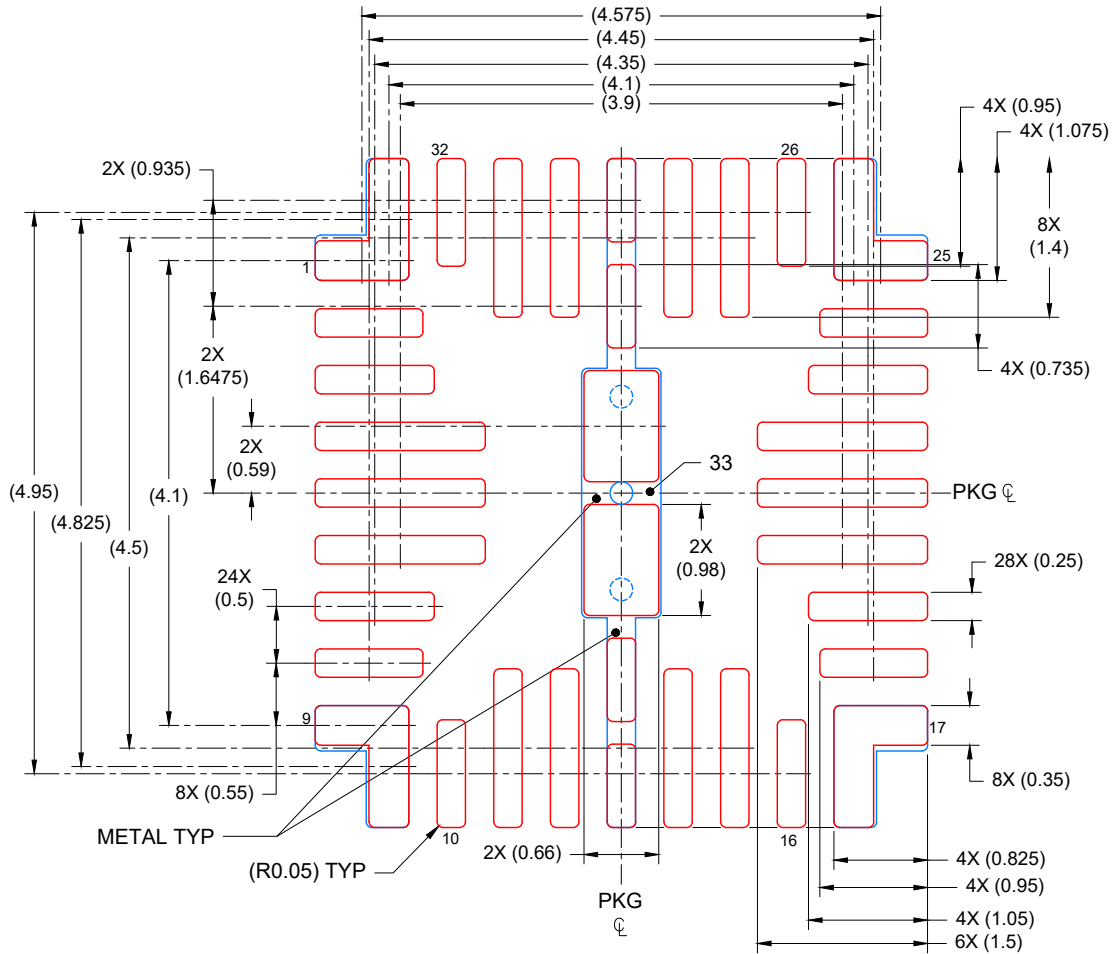 (4.575)
(4.45)
(4.35)
(4.1)
(3.9)
4X (0.95)
4X (1.075)
32
26
2X (0.935)
8X
(1.4)
1
25
2X
(1.6475)
4X (0.735)
2X
(0.59)
33
(4.95)
(4.825)
(4.5)
(4.1)
PKG ℄
2X
(0.98)
24X
(0.5)
28X (0.25)
9
17
8X (0.55)
8X (0.35)
METAL TYP
10
16
2X (0.66)
(R0.05) TYP
4X (0.825)
4X (0.95)
PKG
℄
4X (1.05)
6X (1.5)